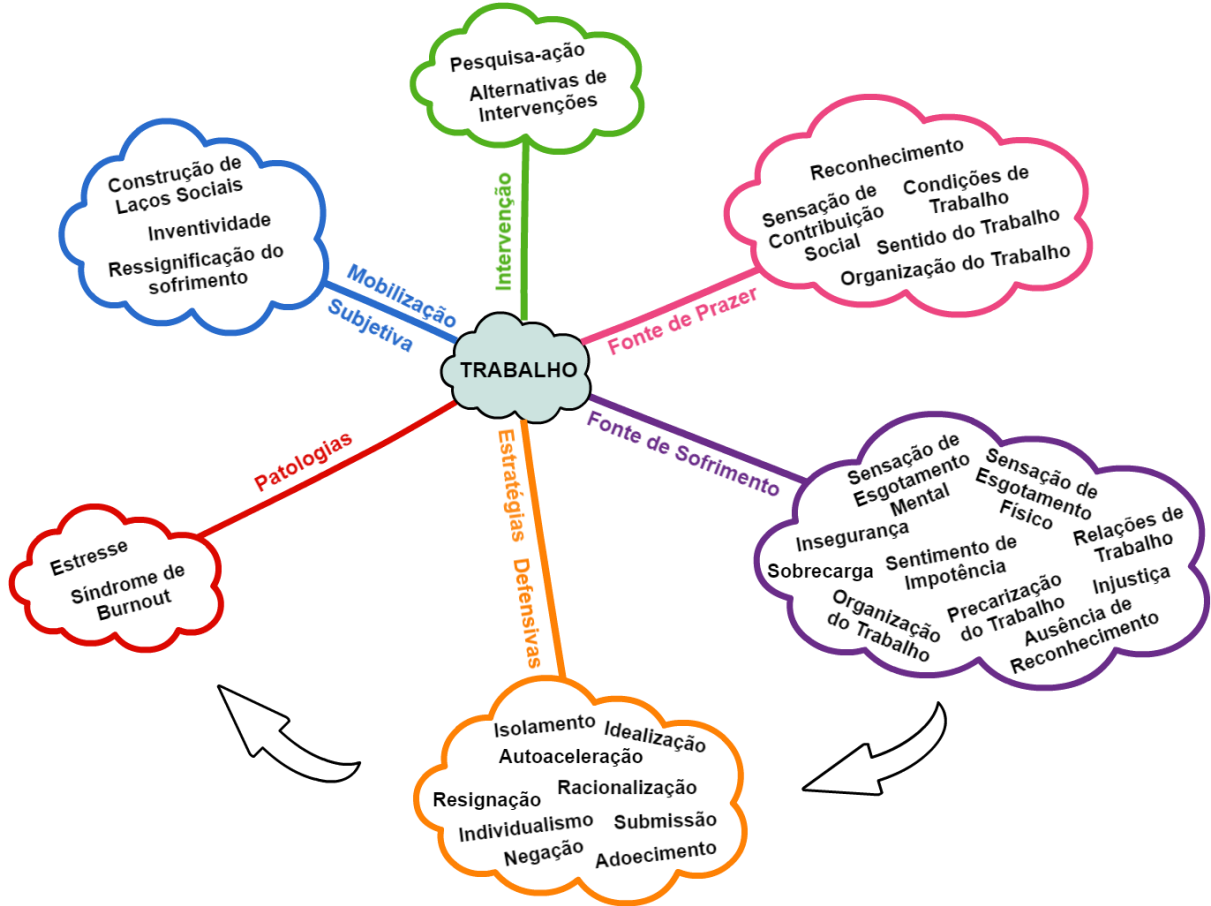 Pesquisa-ação
Alternativas de
Intervenções
Intervenção
Construção de
Laços Sociais
Inventividade
Ressignificação do
sofrimento
Mobilização
Subjetiva
Reconhecimento
Sensação de
Contribuição
Social
Condições de
Trabalho
Sentido do Trabalho
Organização do Trabalho
Fonte de Prazer
TRABALHO
Fonte de Sofrimento
Sensação de
Esgotamento
Mental
Sensação de
Esgotamento
Físico
Insegurança
Relações de
Trabalho
Sobrecarga
Sentimento de
Impotência
Injustiça
Organização
do Trabalho
Precarização
do Trabalho
Ausência de
Reconhecimento
Patologias
Estresse
Síndrome de
Burnout
Estratégias Defensivas
Isolamento
Idealização
Autoaceleração
Resignação
Racionalização
Individualismo
Submissão
Negação
Adoecimento